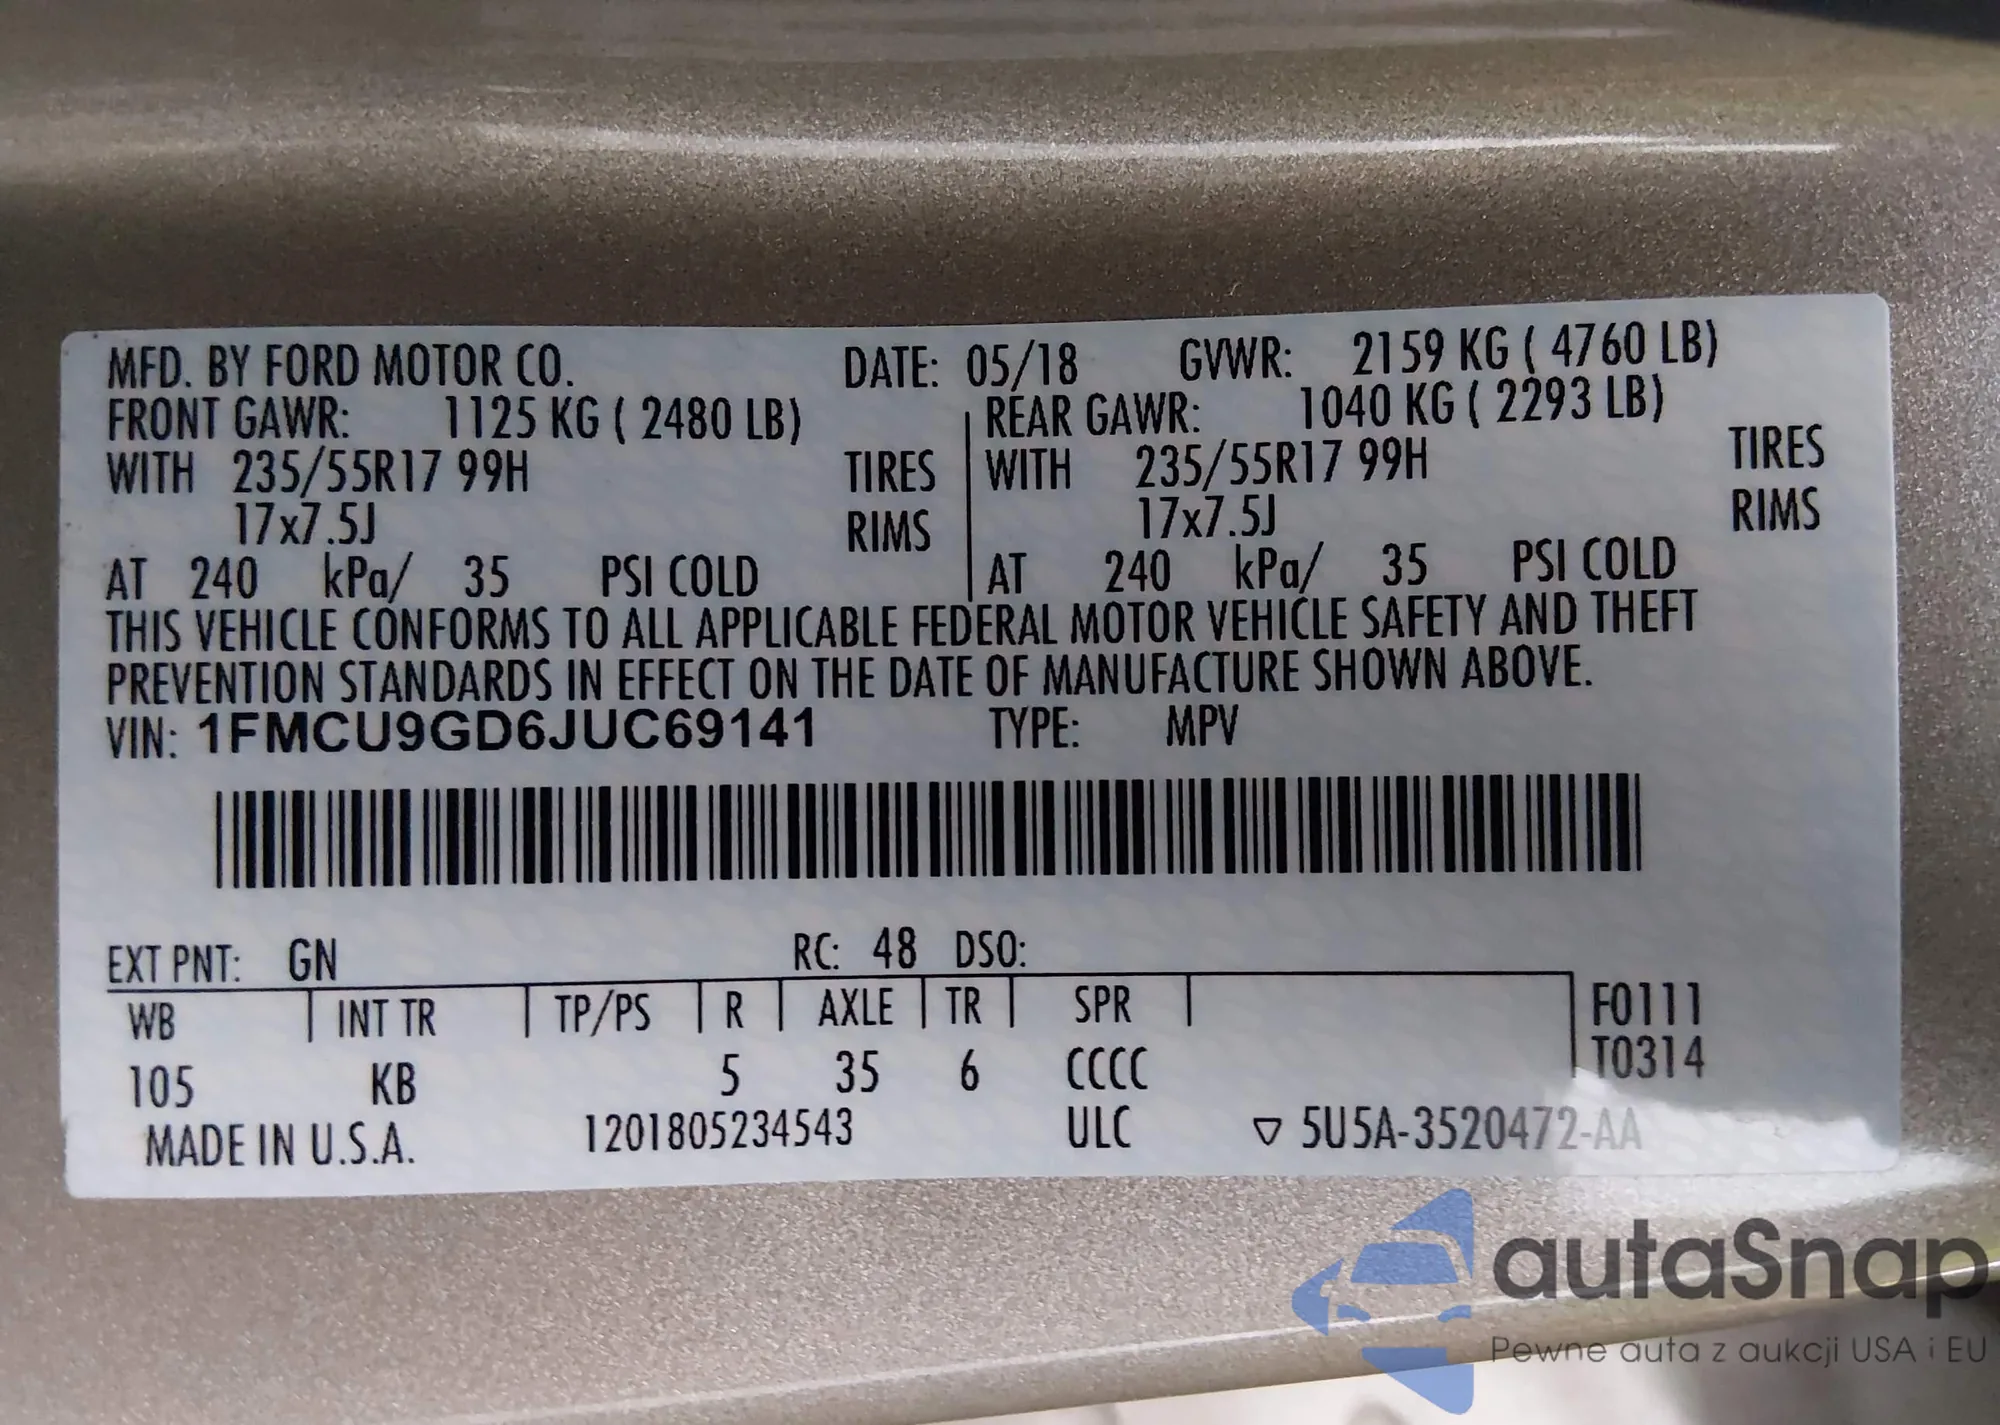 MFD. BY FORD MOTOR CO. DATE: 05/18 GVWR: 2159 KG ( 4760 LB)
FRONT GAWR: 1125 KG ( 2480 LB) REAR GAWR: 1040 KG ( 2293 LB)
WITH 235/55R17 99H TIRES WITH 235/55R17 99H TIRES
17x7.5J RIMS 17x7.5J RIMS
AT 240 kPa/ 35 PSI COLD AT 240 kPa/ 35 PSI COLD
THIS VEHICLE CONFORMS TO ALL APPLICABLE FEDERAL MOTOR VEHICLE SAFETY AND THEFT
PREVENTION STANDARDS IN EFFECT ON THE DATE OF MANUFACTURE SHOWN ABOVE.
VIN: 1FMCU9GD6JUC69141 TYPE: MPV
EXT PNT: GN RC: 48 DSO:
WB INT TR TP/PS R AXLE TR SPR F0111
T0314
105 KB 5 35 6 CCCC
MADE IN U.S.A. 1201805234543 ULC ▽ 5U5A-3520472-AA
autaSnap
Pewne auta z aukcji USA i EU